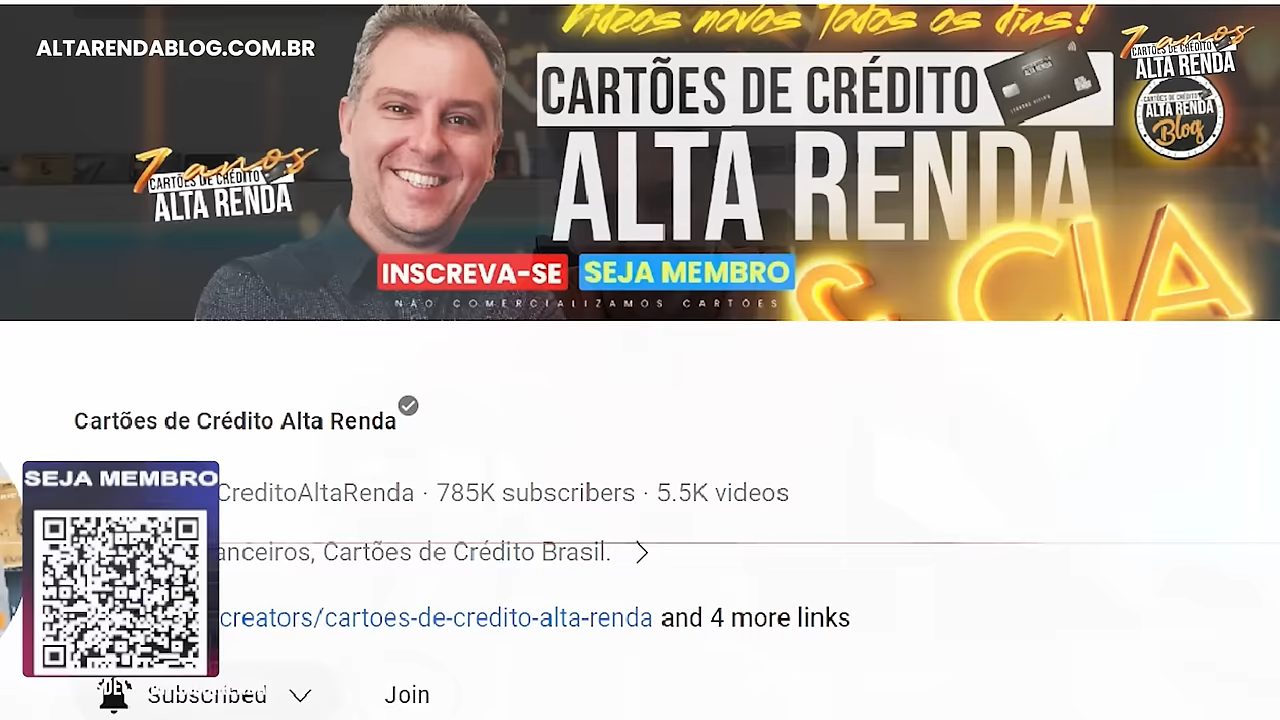 Vídeos novos Todos os dias!
ALTARENDABLOG.COM.BR
CARTÕES DE CRÉDITO
ALTA RENDA
& CIA
7 anos
CARTÕES DE CRÉDITO
ALTA RENDA
CARTÕES DE CRÉDITO
ALTA RENDA
Blog
7 anos
CARTÕES DE CRÉDITO
ALTA RENDA
INSCREVA-SE
SEJA MEMBRO
NÃO COMERCIALIZAMOS CARTÕES
Cartões de Crédito Alta Renda
SEJA MEMBRO
CreditoAltaRenda · 785K subscribers · 5.5K videos
anceiros, Cartões de Crédito Brasil.
creators/cartoes-de-credito-alta-renda and 4 more links
Subscribed
Join